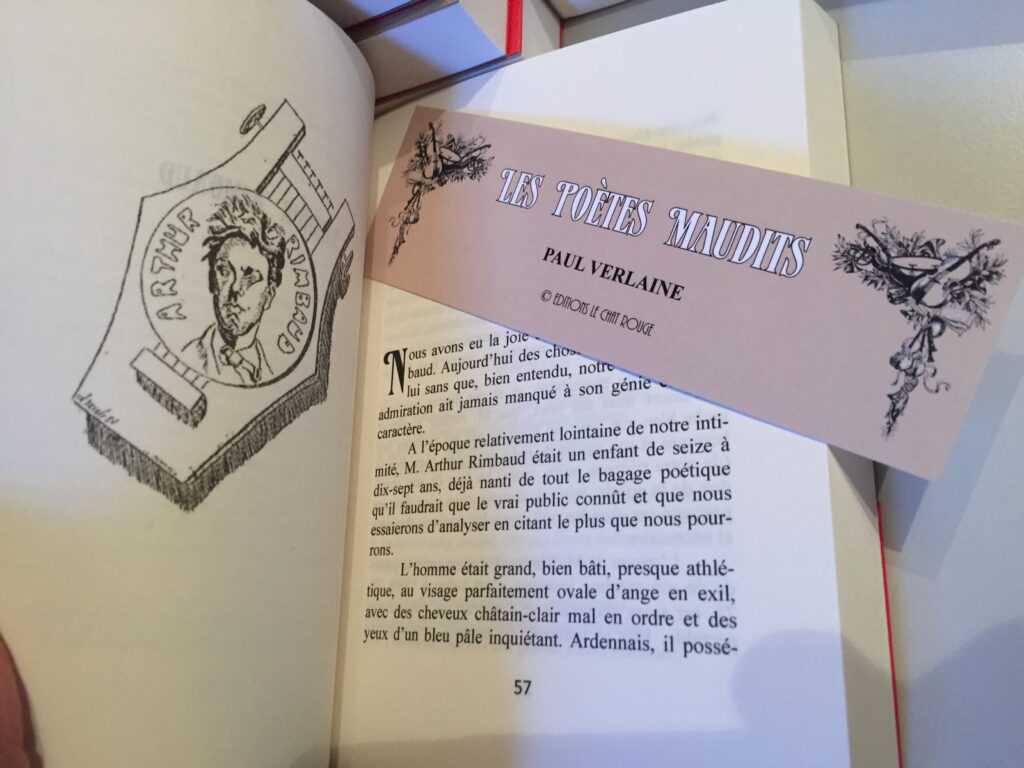 ARTHUR RIMBAUD
LES POÈTES MAUDITS
PAUL VERLAINE
© EDITIONS LE CHAT ROUGE
Nous avons eu la joie
baud. Aujourd’hui des
lui sans que, bien entendu, notre
admiration ait jamais manqué à son génie
caractère.
A l’époque relativement lointaine de notre inti-
mité, M. Arthur Rimbaud était un enfant de seize à
dix-sept ans, déjà nanti de tout le bagage poétique
qu’il faudrait que le vrai public connût et que nous
essaierons d’analyser en citant le plus que nous pour-
rons.
L’homme était grand, bien bâti, presque athlé-
tique, au visage parfaitement ovale d’ange en exil,
avec des cheveux châtain-clair mal en ordre et des
yeux d’un bleu pâle inquiétant. Ardennais, il possé-
57